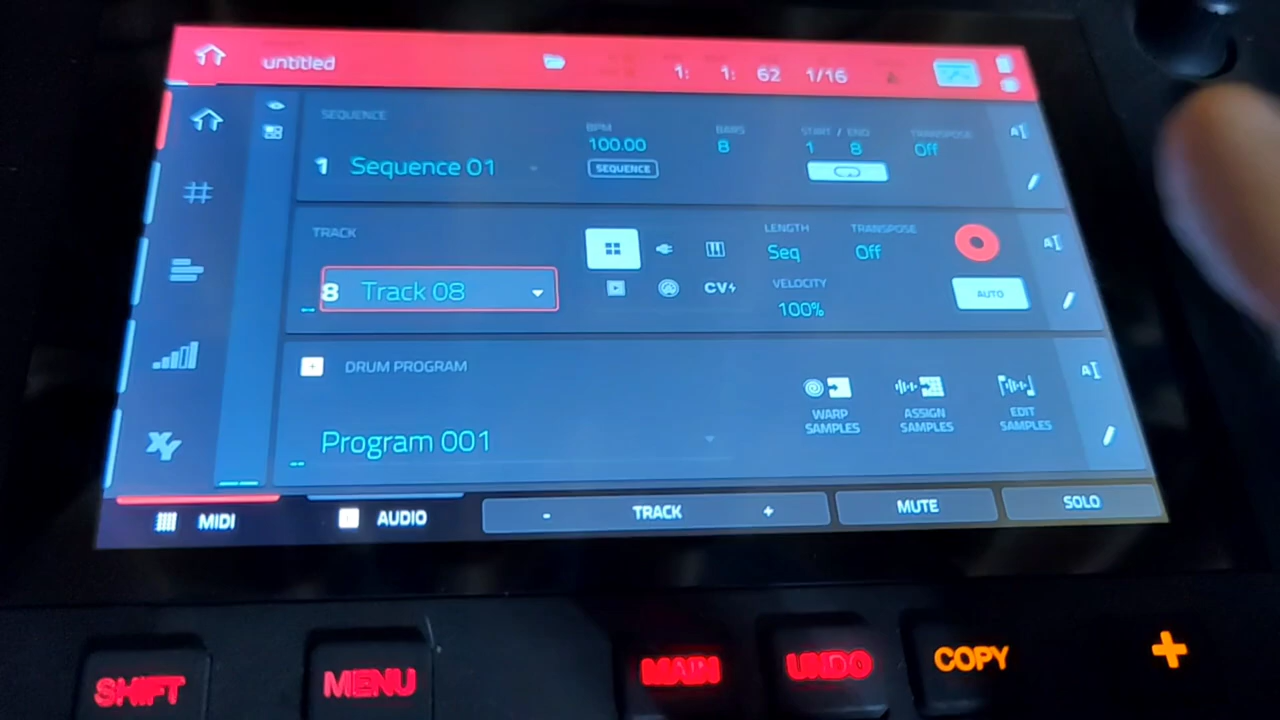 untitled 1: 1: 62 1/16
SEQUENCE
1 Sequence 01
BPM
100.00
SEQUENCE
BARS
8
START / END
1 8
TRANSPOSE
Off
TRACK
8 Track 08
CV
LENGTH
Seq
TRANSPOSE
Off
VELOCITY
100%
AUTO
DRUM PROGRAM
Program 001
WARP
SAMPLES
ASSIGN
SAMPLES
EDIT
SAMPLES
XY
MIDI AUDIO - TRACK + MUTE SOLO
SHIFT MENU MAIN UNDO COPY +